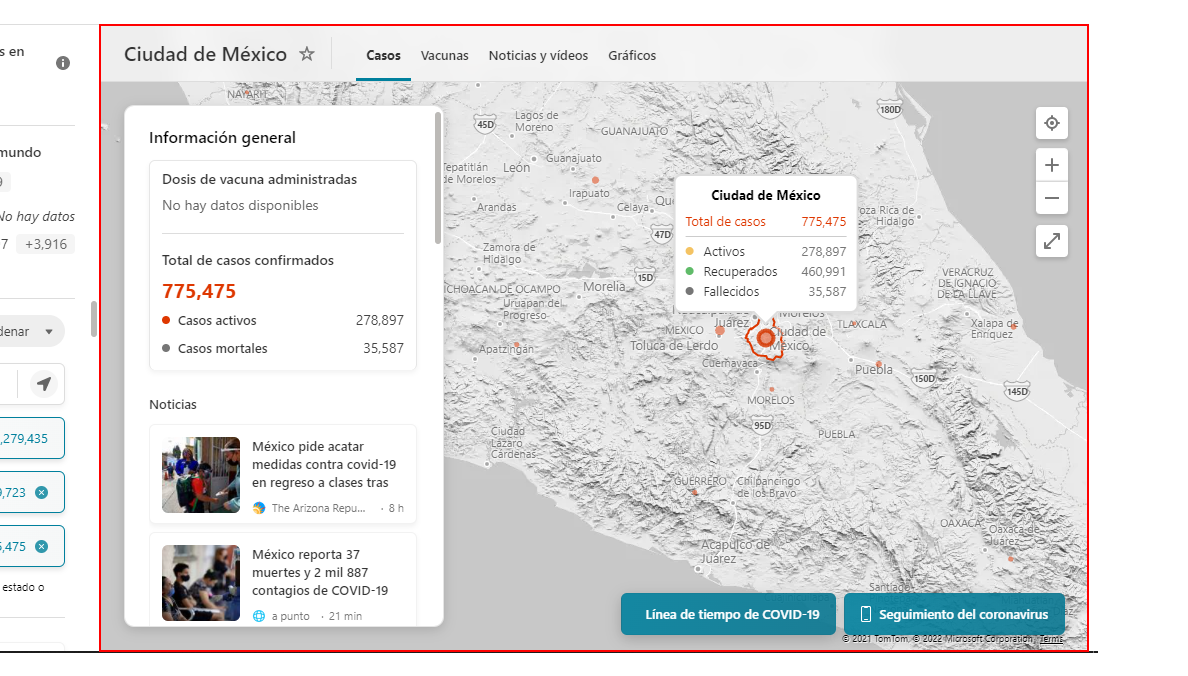 s en
mundo
9
No hay datos
7 +3,916
denar
,279,435
9,723
5,475
estado o
Ciudad de México
Casos Vacunas Noticias y vídeos Gráficos
Información general
Dosis de vacuna administradas
No hay datos disponibles
Total de casos confirmados
775,475
Casos activos 278,897
Casos mortales 35,587
Noticias
México pide acatar
medidas contra covid-19
en regreso a clases tras
The Arizona Repu... · 8 h
México reporta 37
muertes y 2 mil 887
contagios de COVID-19
a punto · 21 min
NAYARIT
45D
Lagos de
Moreno
GUANAJUATO
180D
Tepatitlán
de Morelos
León
Guanajuato
Irapuato
Arandas
Celaya
Qu
47D
Zamora de
Hidalgo
15D
ICHOACÁN DE OCAMPO
Morelia
Uruapan del
Progreso
Apatzingán
Ciudad de México
Total de casos 775,475
Activos 278,897
Recuperados 460,991
Fallecidos 35,587
oza Rica de
Hidalgo
VERACRUZ
DE IGNACIO
DE LA LLAVE
Xalapa de
Enríquez
Juárez
Morelos
MÉXICO
Toluca de Lerdo
Ciudad de
México
TLAXCALA
Cuernavaca
Puebla
150D
145D
MORELOS
95D
PUEBLA
Ciudad
Lázaro
Cárdenas
GUERRERO
Chilpancingo
de los Bravo
OAXACA
Oaxaca de
Juárez
Acapulco de
Juárez
Santiago
Línea de tiempo de COVID-19
Seguimiento del coronavirus
© 2021 TomTom, © 2022 Microsoft Corporation, Terms